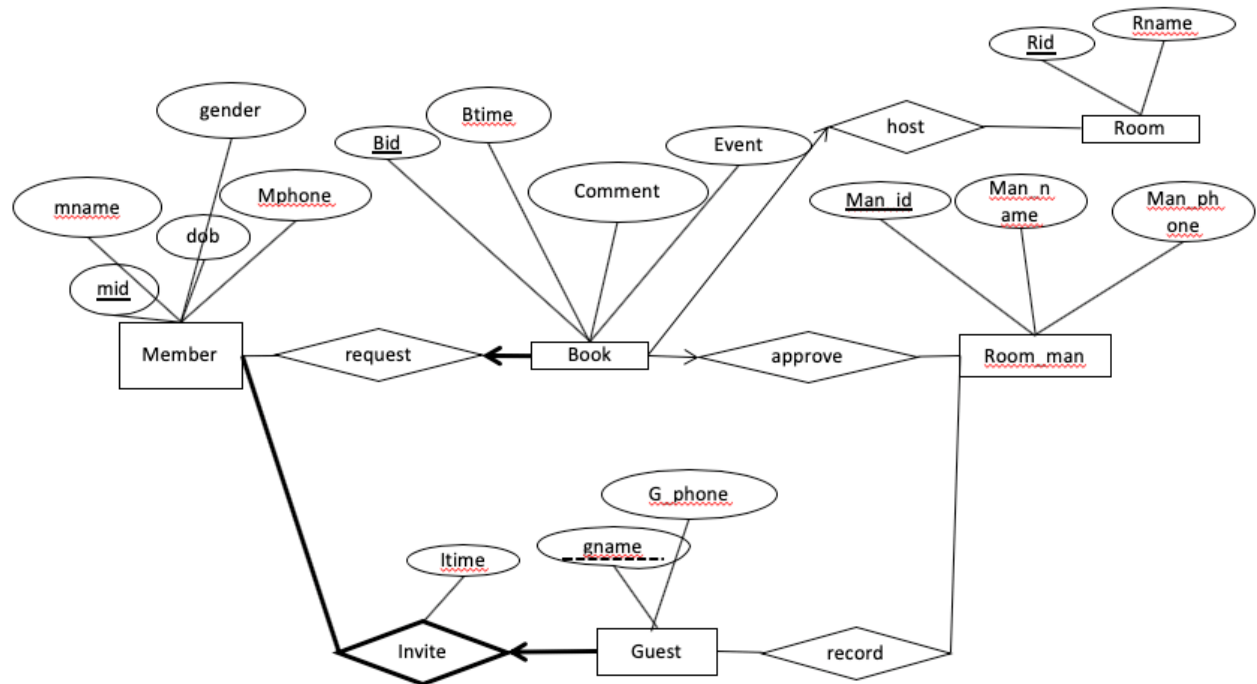 Rname
Rid
gender
Btime
host
Room
Bid
Event
Comment
mname
Mphone
dob
Man_id
Man_n
ame
Man_ph
one
mid
Member
request
Book
approve
Room_man
G_phone
gname
Itime
Invite
Guest
record